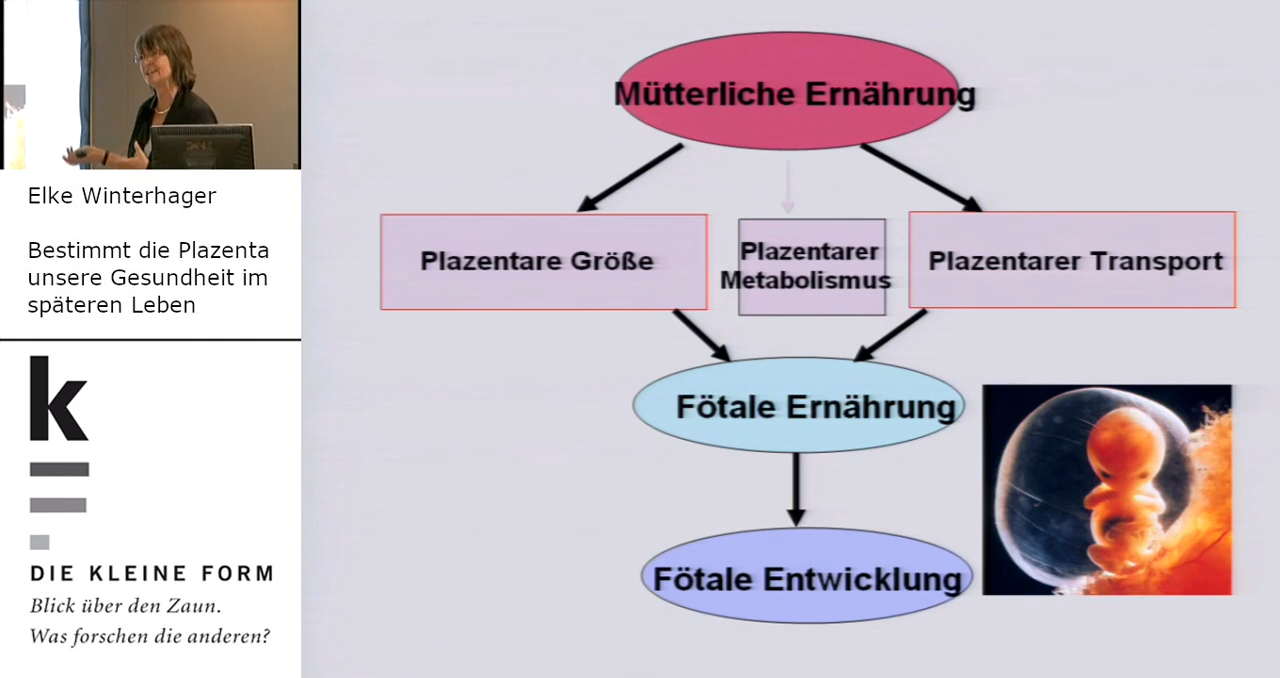 Elke Winterhager
Bestimmt die Plazenta
unsere Gesundheit im
späteren Leben
k
DIE KLEINE FORM
Blick über den Zaun.
Was forschen die anderen?
Mütterliche Ernährung
Plazentare Größe
Plazentarer
Metabolismus
Plazentarer Transport
Fötale Ernährung
Fötale Entwicklung